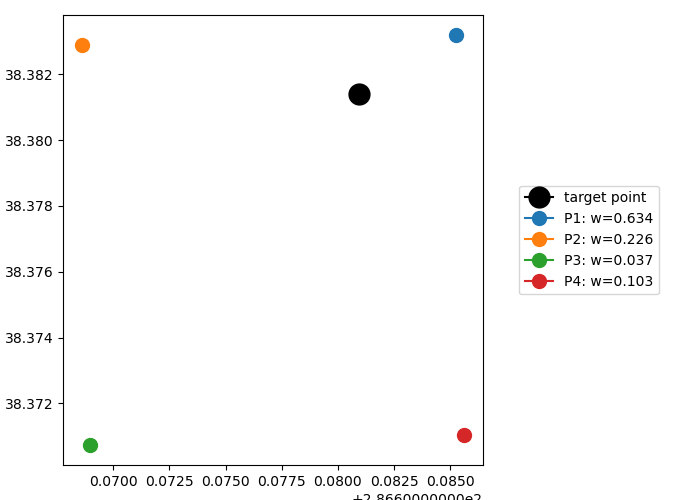 38.382
38.380
38.378
38.376
38.374
38.372
0.0700 0.0725 0.0750 0.0775 0.0800 0.0825 0.0850
+2.8660000000e2
target point
P1: w=0.634
P2: w=0.226
P3: w=0.037
P4: w=0.103